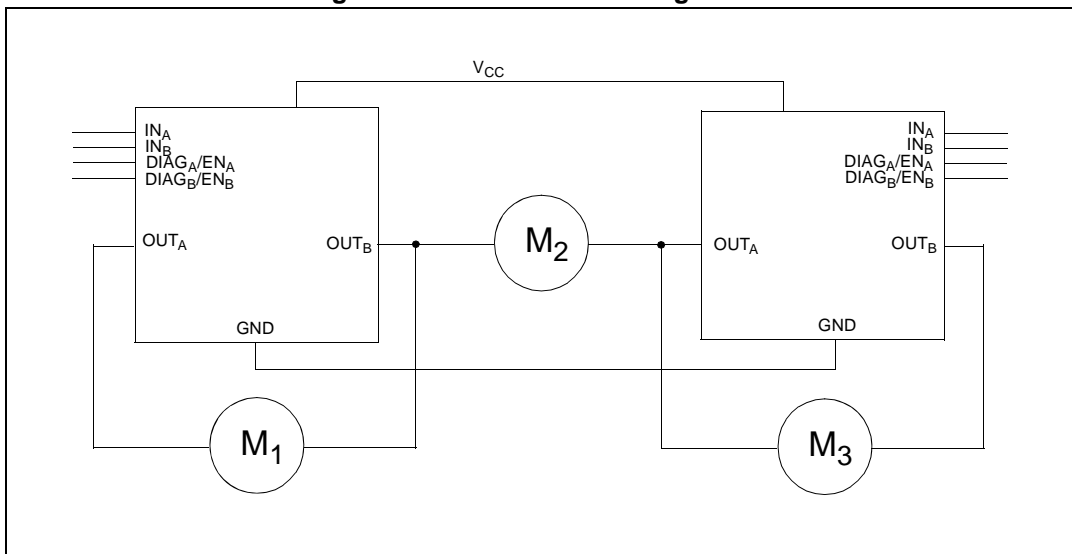 V_CC
IN_A
IN_B
DIAG_A/EN_A
DIAG_B/EN_B
OUT_A
OUT_B
GND
M_1
M_2
IN_A
IN_B
DIAG_A/EN_A
DIAG_B/EN_B
OUT_A
OUT_B
GND
M_3